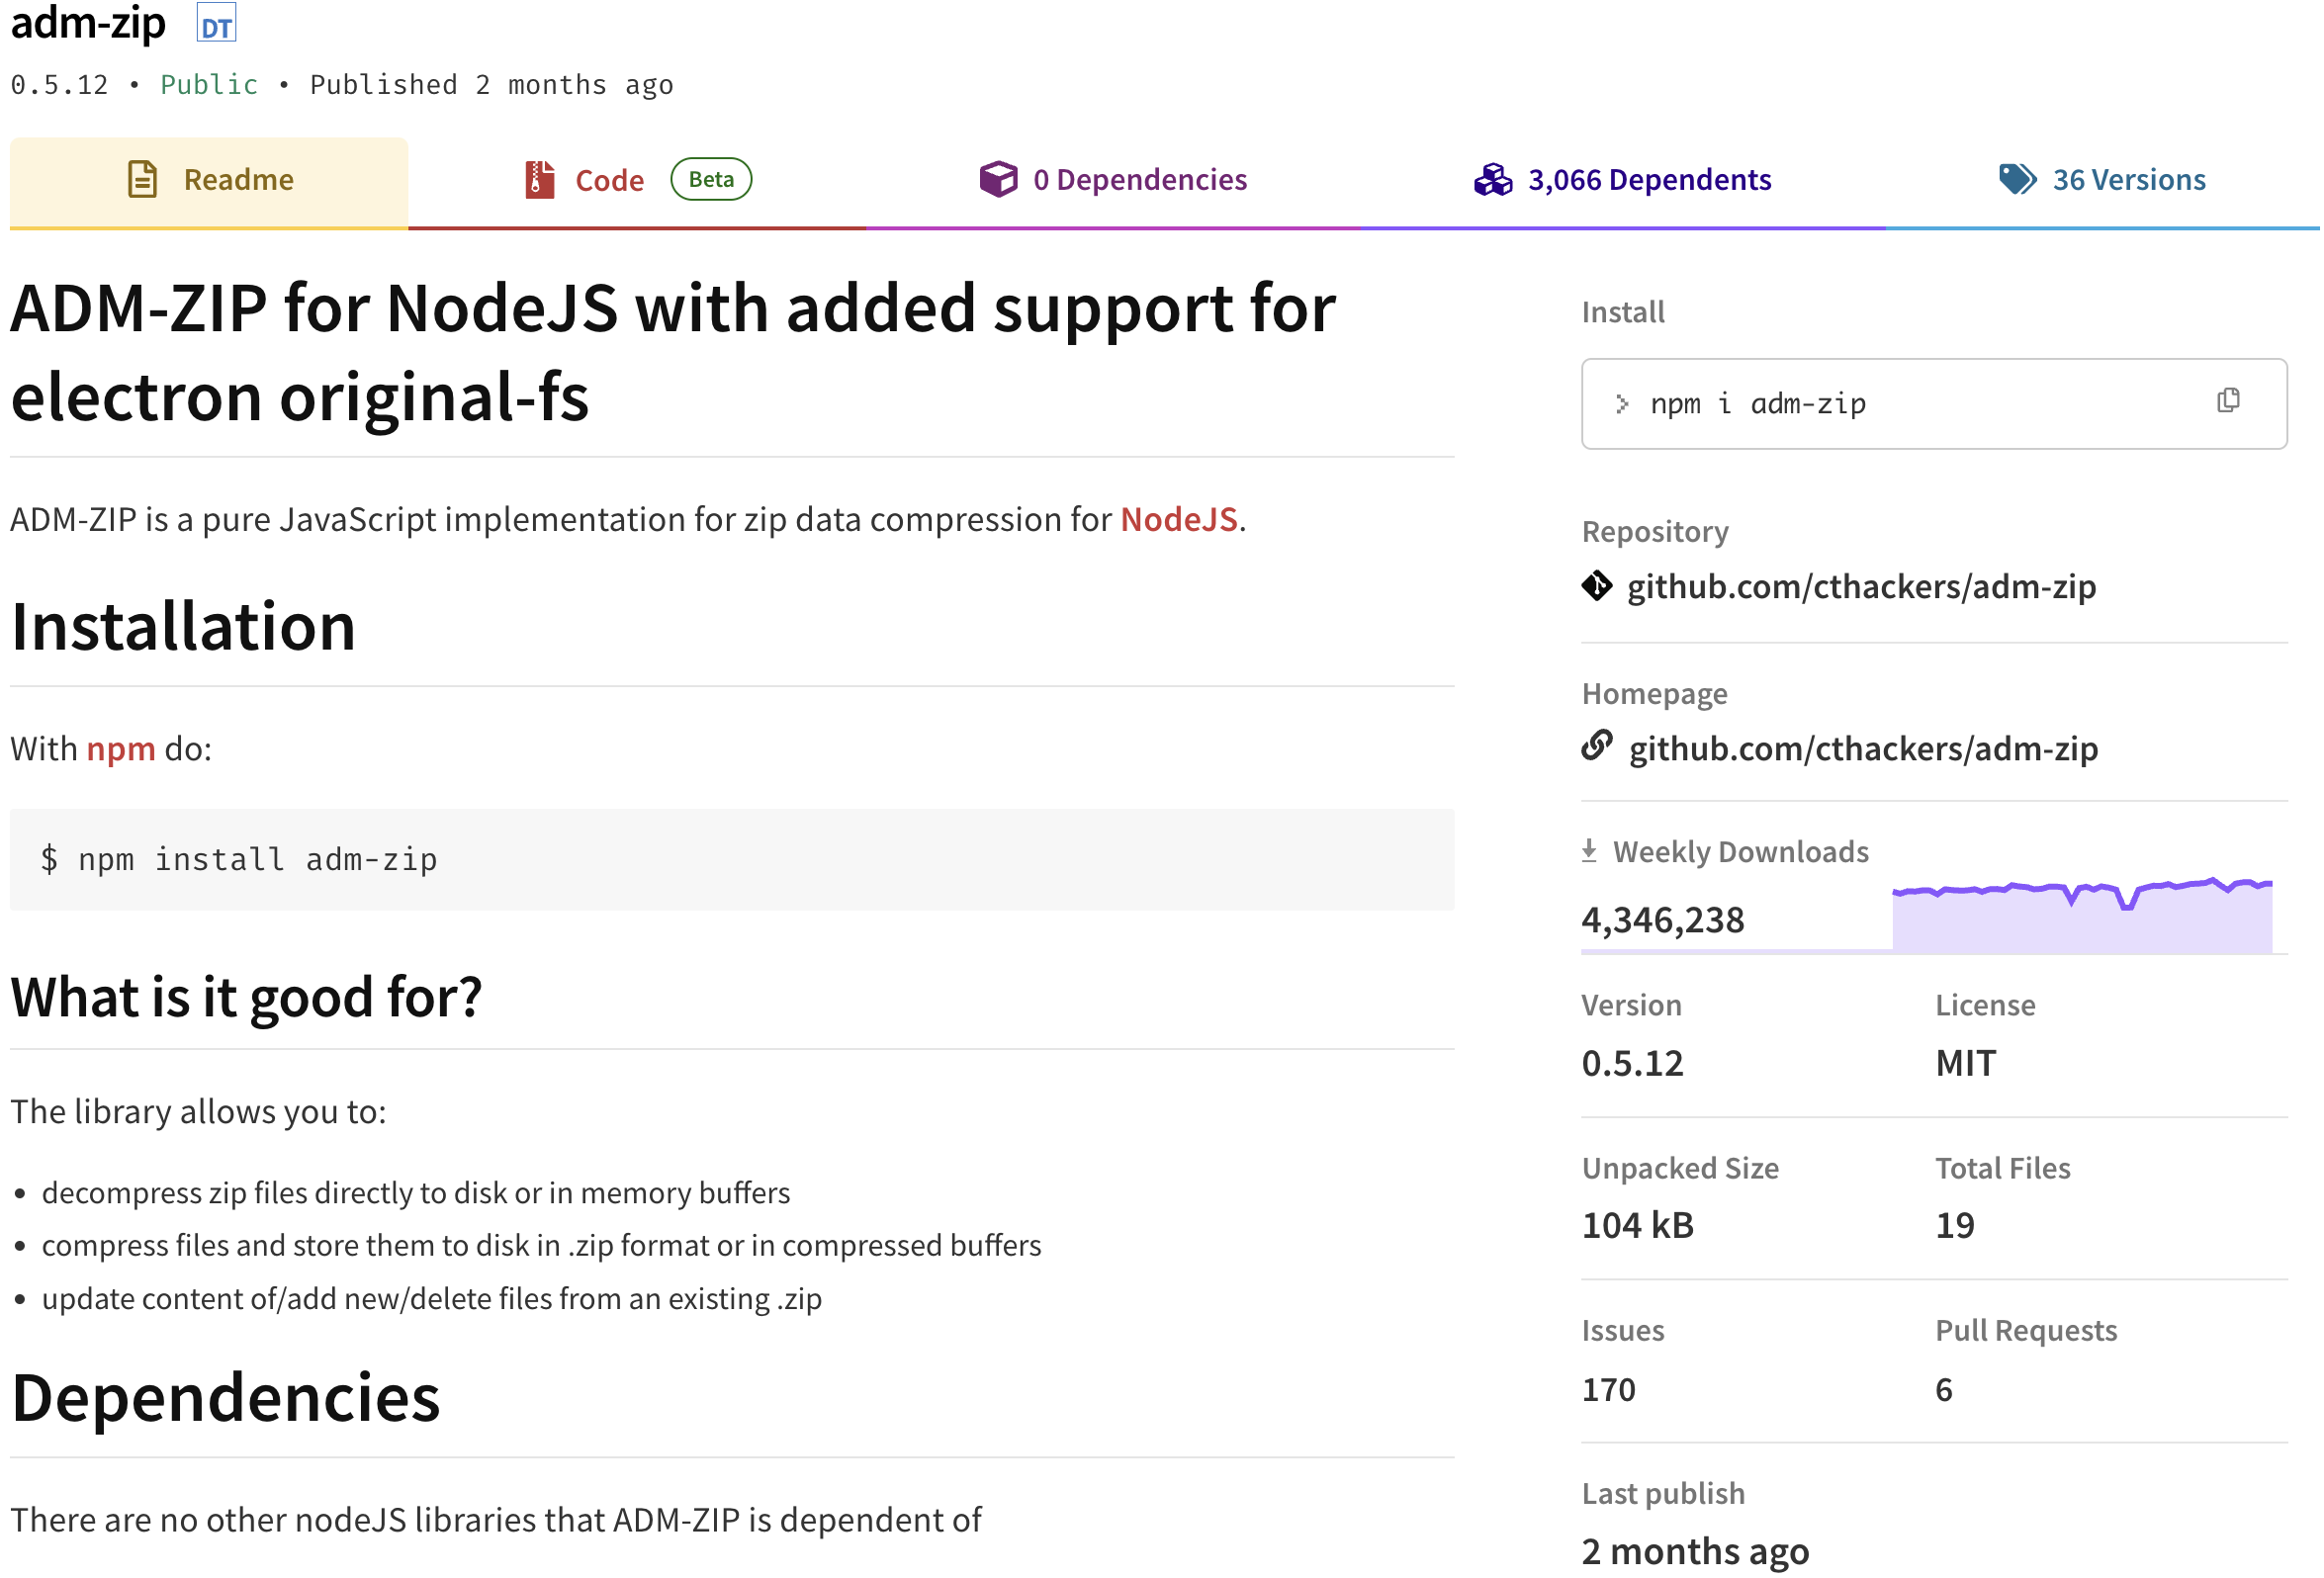 adm-zip DT
0.5.12 • Public • Published 2 months ago
Readme
Code Beta
0 Dependencies
3,066 Dependents
36 Versions
ADM-ZIP for NodeJS with added support for
electron original-fs
ADM-ZIP is a pure JavaScript implementation for zip data compression for NodeJS.
Installation
With npm do:
$ npm install adm-zip
What is it good for?
The library allows you to:
• decompress zip files directly to disk or in memory buffers
• compress files and store them to disk in .zip format or in compressed buffers
• update content of/add new/delete files from an existing .zip
Dependencies
There are no other nodeJS libraries that ADM-ZIP is dependent of
Install
> npm i adm-zip
Repository
github.com/cthackers/adm-zip
Homepage
github.com/cthackers/adm-zip
Weekly Downloads
4,346,238
Version
0.5.12
License
MIT
Unpacked Size
104 kB
Total Files
19
Issues
170
Pull Requests
6
Last publish
2 months ago